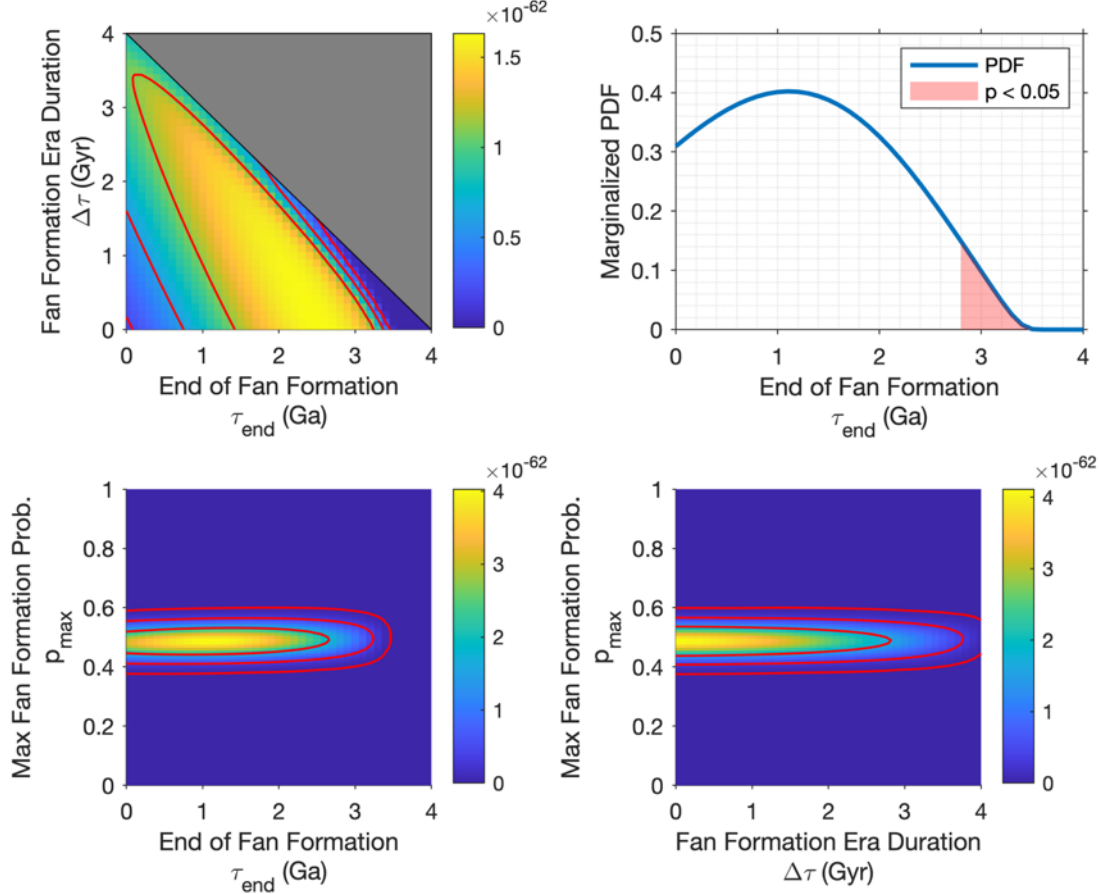 ×10-62
4
3
2
1
0
Fan Formation Era Duration
Δτ (Gyr)
0 1 2 3 4
End of Fan Formation
τend (Ga)
1.5
1
0.5
0
0.5
0.4
0.3
0.2
0.1
0
Marginalized PDF
PDF
p < 0.05
0 1 2 3 4
End of Fan Formation
τend (Ga)
×10-62
1
0.8
0.6
0.4
0.2
0
Max Fan Formation Prob.
pmax
0 1 2 3 4
End of Fan Formation
τend (Ga)
4
3
2
1
0
×10-62
1
0.8
0.6
0.4
0.2
0
Max Fan Formation Prob.
pmax
0 1 2 3 4
Fan Formation Era Duration
Δτ (Gyr)
4
3
2
1
0